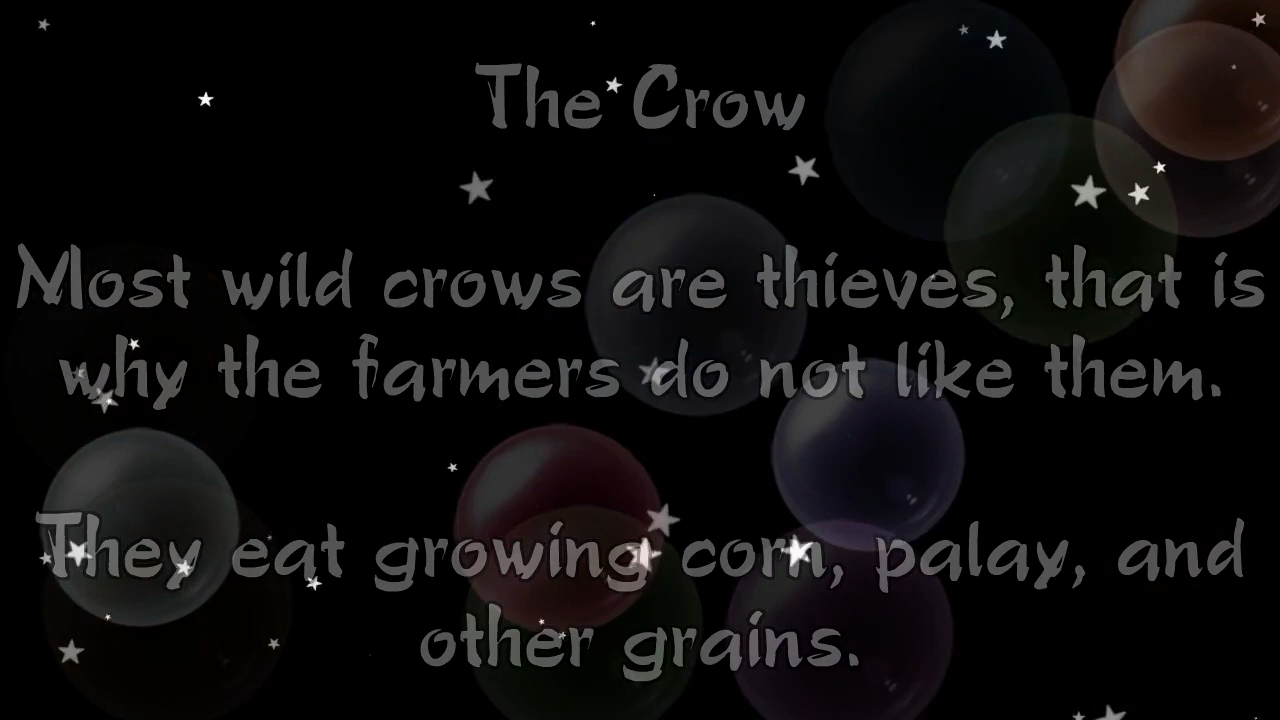 The Crow
Most wild crows are thieves, that is
why the farmers do not like them.
They eat growing corn, palay, and
other grains.